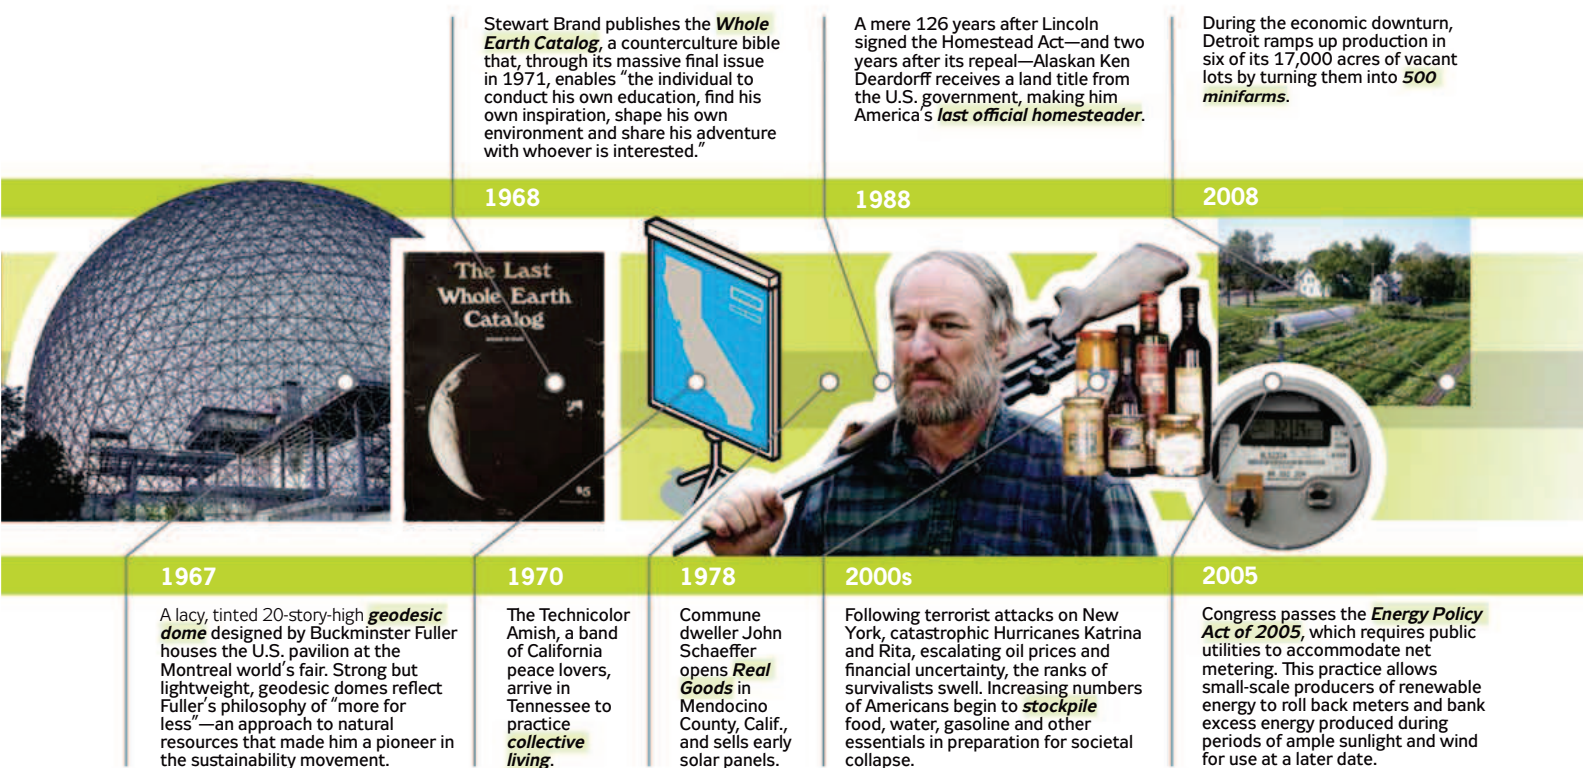 Stewart Brand publishes the Whole
Earth Catalog, a counterculture bible
that, through its massive final issue
in 1971, enables “the individual to
conduct his own education, find his
own inspiration, shape his own
environment and share his adventure
with whoever is interested.”
1968
A mere 126 years after Lincoln
signed the Homestead Act—and two
years after its repeal—Alaskan Ken
Deardorff receives a land title from
the U.S. government, making him
America’s last official homesteader.
1988
During the economic downturn,
Detroit ramps up production in
six of its 17,000 acres of vacant
lots by turning them into 500
minifarms.
2008
The Last
Whole Earth
Catalog
$5
1967
A lacy, tinted 20-story-high geodesic
dome designed by Buckminster Fuller
houses the U.S. pavilion at the
Montreal world’s fair. Strong but
lightweight, geodesic domes reflect
Fuller’s philosophy of “more for
less”—an approach to natural
resources that made him a pioneer in
the sustainability movement.
1970
The Technicolor
Amish, a band
of California
peace lovers,
arrive in
Tennessee to
practice
collective
living.
1978
Commune
dweller John
Schaeffer
opens Real
Goods in
Mendocino
County, Calif.,
and sells early
solar panels.
2000s
Following terrorist attacks on New
York, catastrophic Hurricanes Katrina
and Rita, escalating oil prices and
financial uncertainty, the ranks of
survivalists swell. Increasing numbers
of Americans begin to stockpile
food, water, gasoline and other
essentials in preparation for societal
collapse.
2005
Congress passes the Energy Policy
Act of 2005, which requires public
utilities to accommodate net
metering. This practice allows
small-scale producers of renewable
energy to roll back meters and bank
excess energy produced during
periods of ample sunlight and wind
for use at a later date.